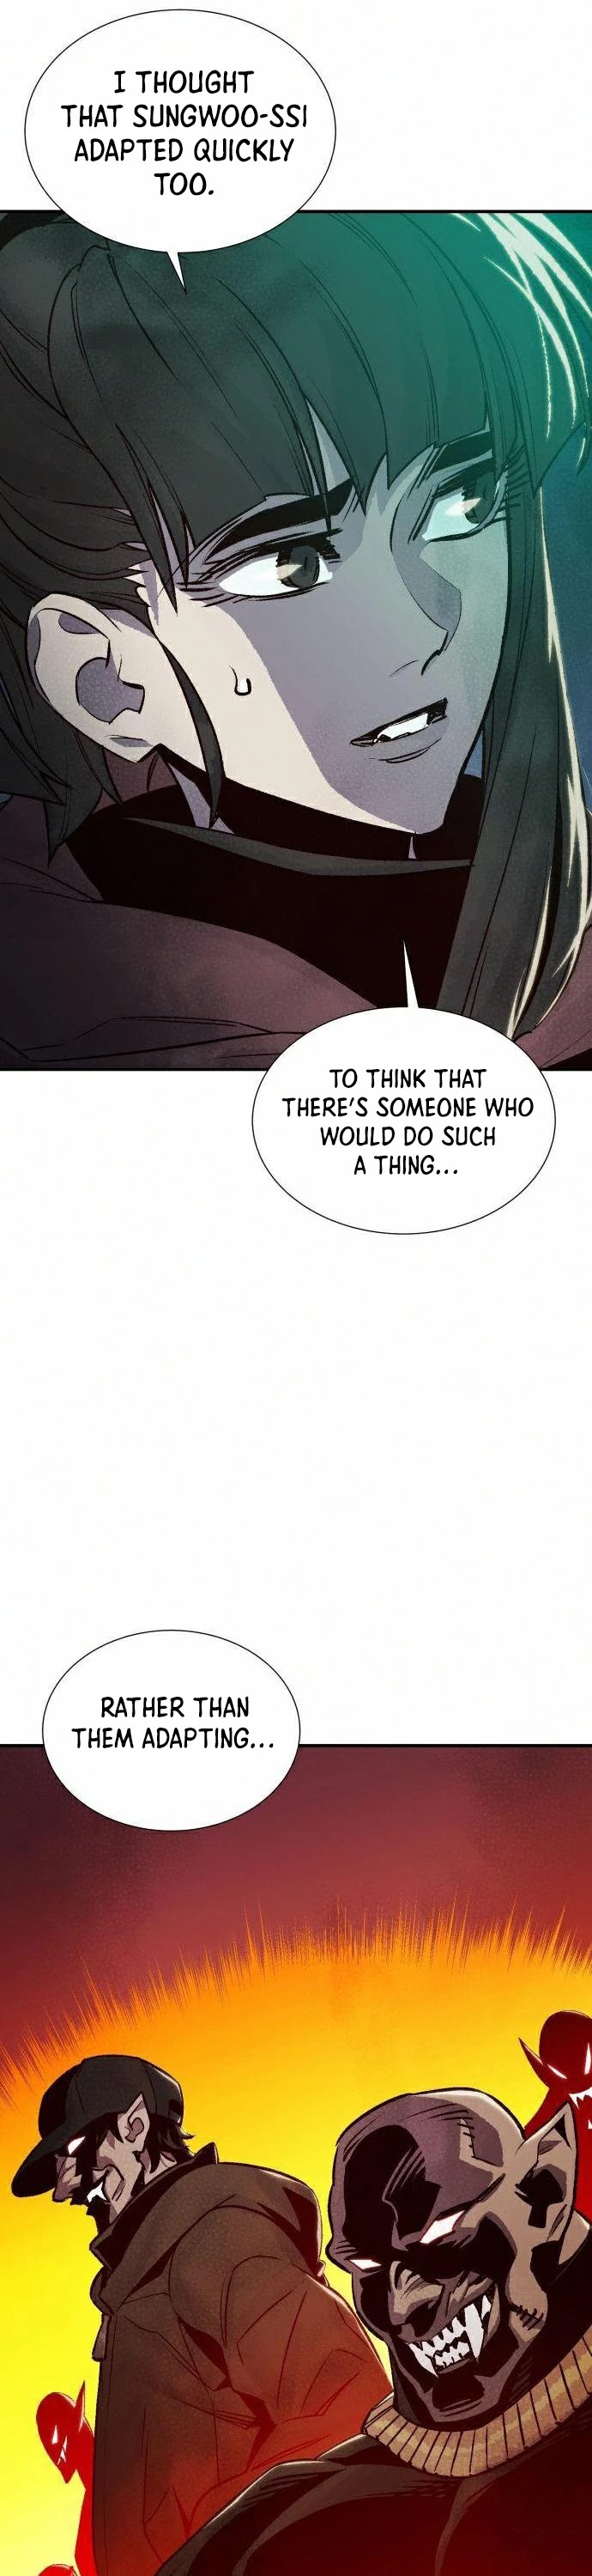 I THOUGHT
THAT SUNGWOO-SSI
ADAPTED QUICKLY
TOO.
TO THINK THAT
THERE'S SOMEONE WHO
WOULD DO SUCH
A THING...
RATHER THAN
THEM ADAPTING...